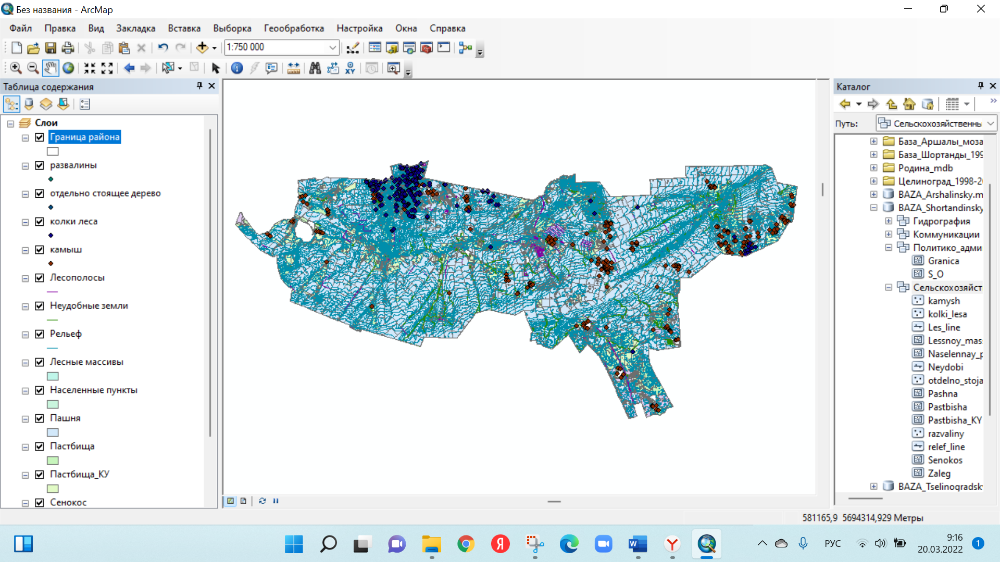 Без названия - ArcMap
Файл Правка Вид Закладка Вставка Выборка Геообработка Настройка Окна Справка
1:750 000
Таблица содержания
Слои
Граница района
развалины
отдельно стоящее дерево
колки леса
камыш
Лесополосы
Неудобные земли
Рельеф
Лесные массивы
Населенные пункты
Пашня
Пастбища
Пастбища_КУ
Сенокос
Каталог
Путь: Сельскохозяйственны
База_Аршалы_моза
База_Шортанды_199
Родина_mdb
Целиноград_1998-2
BAZA_Arshalinsky.m
BAZA_Shortandinsky
Гидрография
Коммуникации
Политико_адми
Granica
S_O
Сельскохозяйст
kamysh
kolki_lesa
Les_line
Lessnoy_mas
Naselennay_p
Neydobi
otdelno_stoja
Pashna
Pastbisha
Pastbisha_KY
razvaliny
relef_line
Senokos
Zaleg
BAZA_Tselinogradsk
581165,9 5694314,929 Метры
РУС
9:16
20.03.2022
1